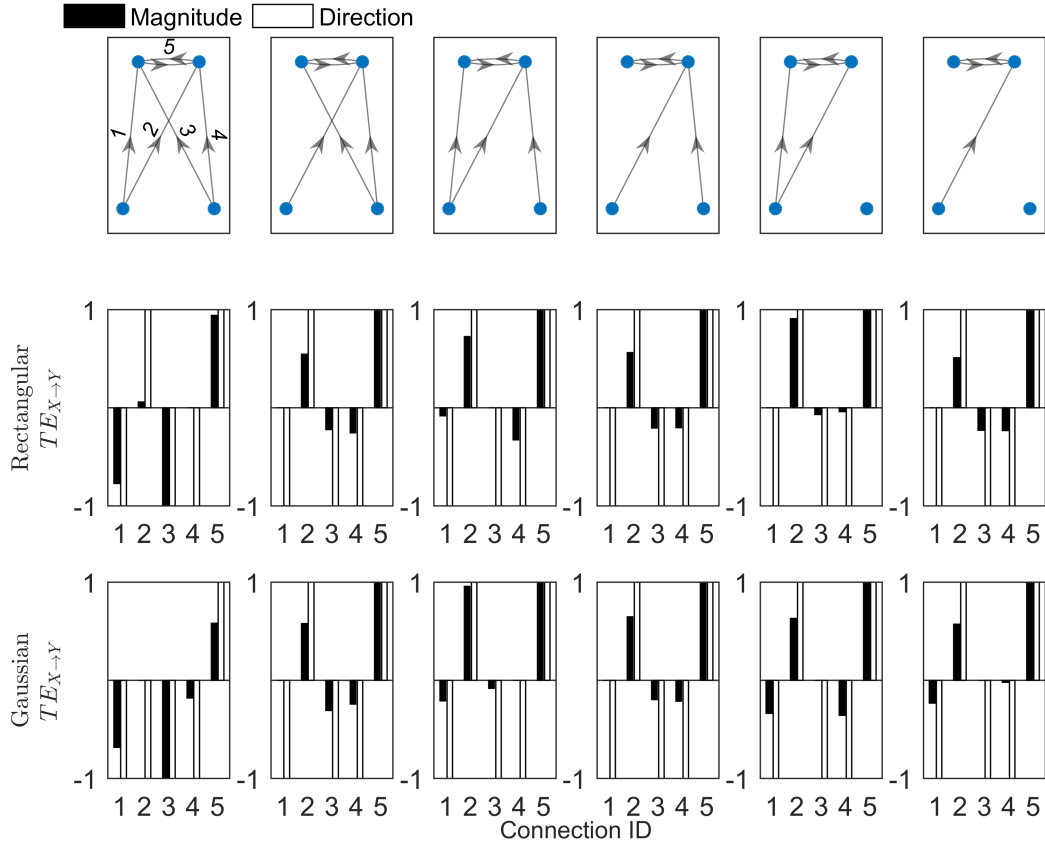 Magnitude Direction
5
1 2 3 4
Rectangular
TE_{X→Y}
1 1 1 1 1 1
-1 -1 -1 -1 -1 -1
1 2 3 4 5 1 2 3 4 5 1 2 3 4 5 1 2 3 4 5 1 2 3 4 5 1 2 3 4 5
Gaussian
TE_{X→Y}
1 1 1 1 1 1
-1 -1 -1 -1 -1 -1
1 2 3 4 5 1 2 3 4 5 1 2 3 4 5 1 2 3 4 5 1 2 3 4 5 1 2 3 4 5
Connection ID